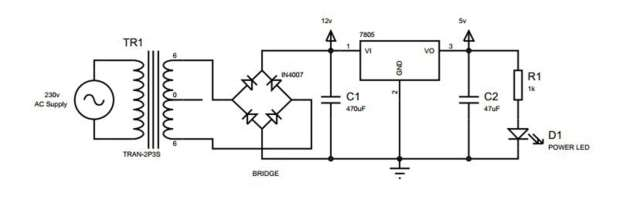 TR1
230v
AC Supply
TRAN-2P3S
6
0
6
IN4007
BRIDGE
12v
1
7805
VI
VO
GND
2
3
5v
C1
470uF
C2
47uF
R1
1k
D1
POWER LED